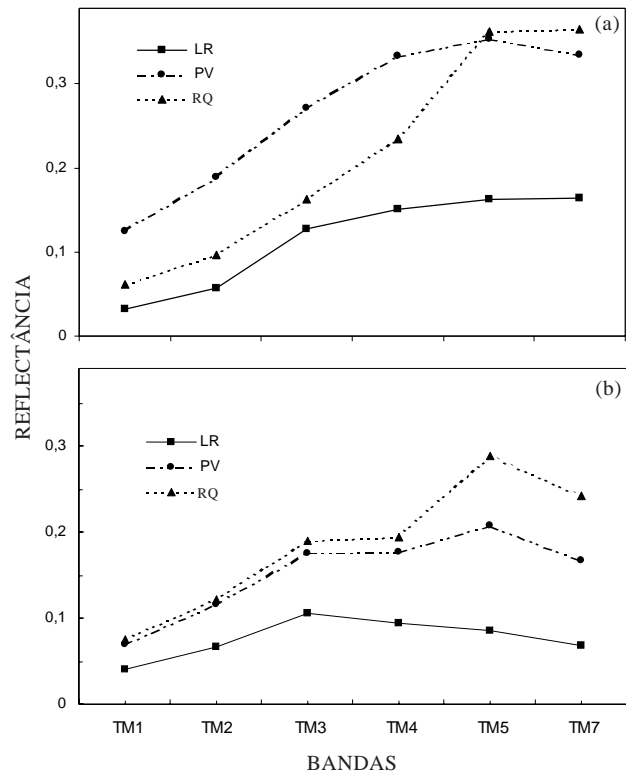 (a)
LR
PV
RQ
0,3
0,2
0,1
0
REFLECTÂNCIA
(b)
LR
PV
RQ
0,3
0,2
0,1
0
TM1 TM2 TM3 TM4 TM5 TM7
BANDAS